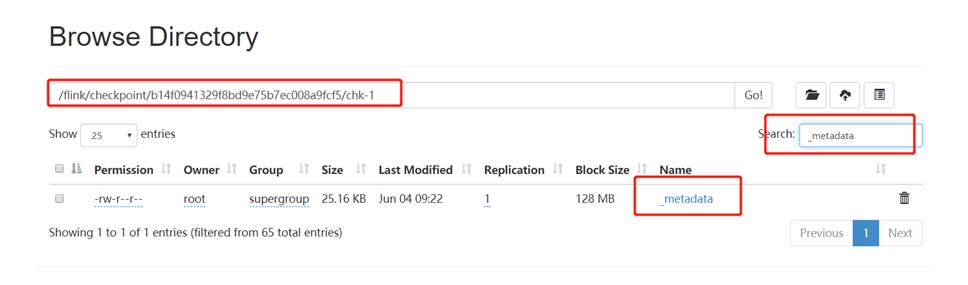 Browse Directory
/flink/checkpoint/b14f0941329f8bd9e75b7ec008a9fcf5/chk-1 Go!
Show 25 entries Search: _metadata
Permission Owner Group Size Last Modified Replication Block Size Name
-rw-r--r-- root supergroup 25.16 KB Jun 04 09:22 1 128 MB _metadata
Showing 1 to 1 of 1 entries (filtered from 65 total entries) Previous 1 Next